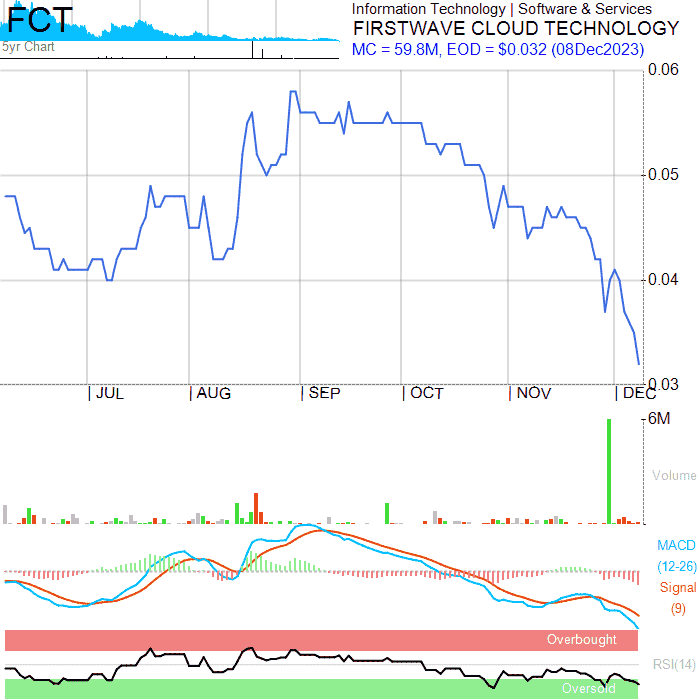 FCT
5yr Chart
Information Technology | Software & Services
FIRSTWAVE CLOUD TECHNOLOGY
MC = 59.8M, EOD = $0.032 (08Dec2023)
0.06
0.05
0.04
0.03
JUL AUG SEP OCT NOV DEC
6M
Volume
MACD
(12-26)
Signal
(9)
Overbought
RSI(14)
Oversold